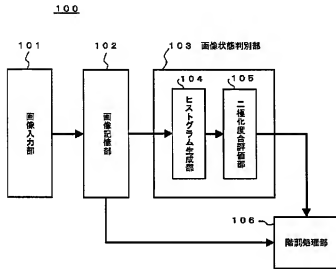 100
101
102
103 画像状態判別部
104
105
画像入力部
画像記憶部
ヒストグラム生成部
二極化度合評価部
106
階調処理部